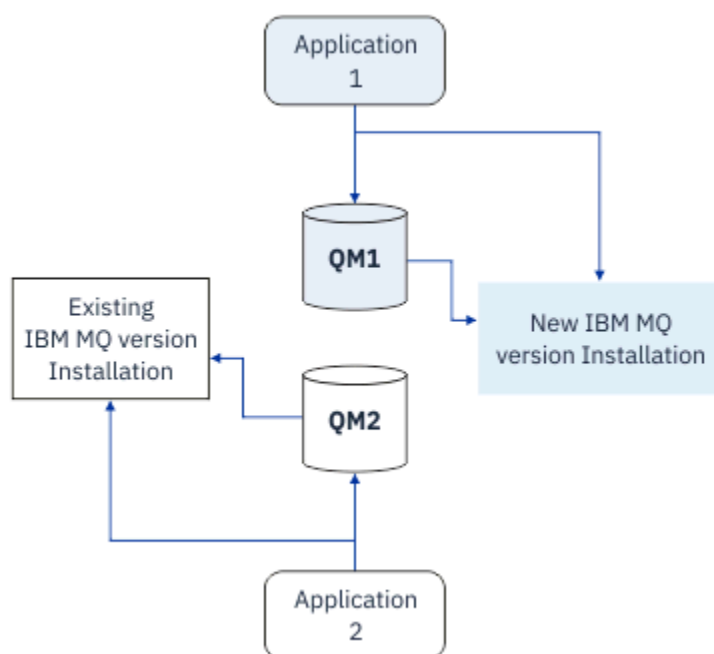 Application
1
QM1
Existing
IBM MQ version
Installation
New IBM MQ
version Installation
QM2
Application
2